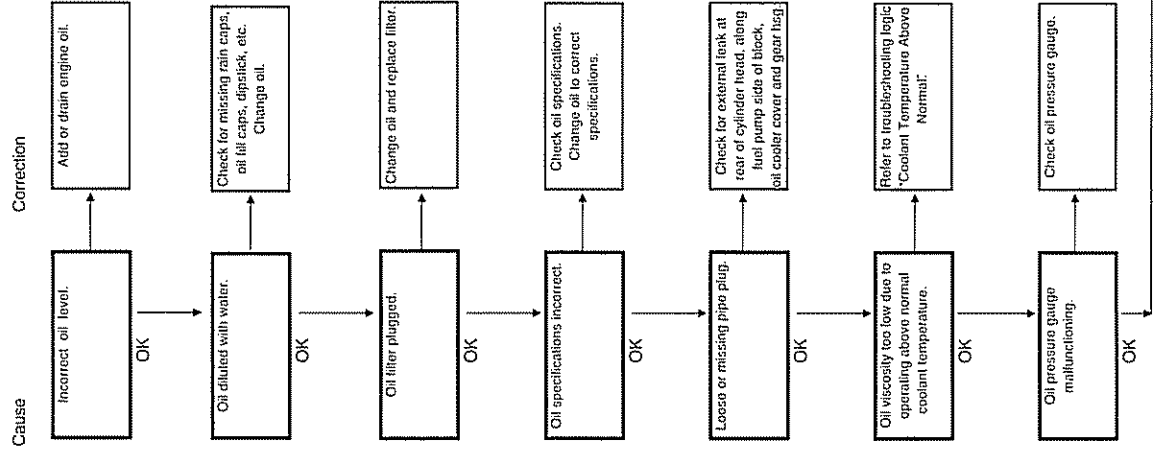 Cause
Correction
Incorrect oil level.
Add or drain engine oil.
OK
Oil diluted with water.
Check for missing rain caps,
oil fill caps, dipstick, etc.
Change oil.
OK
Oil filter plugged.
Change oil and replace filter.
OK
Oil specifications incorrect.
Check oil specifications.
Change oil to correct
specifications.
OK
Loose or missing pipe plug.
Check for external leak at
rear of cylinder head, along
fuel pump side of block,
oil cooler cover and gear hsg.
OK
Oil viscosity too low due to
operating above normal
coolant temperature.
Refer to troubleshooting logic
"Coolant Temperature Above
Normal."
OK
Oil pressure gauge
malfunctioning.
Check oil pressure gauge.
OK